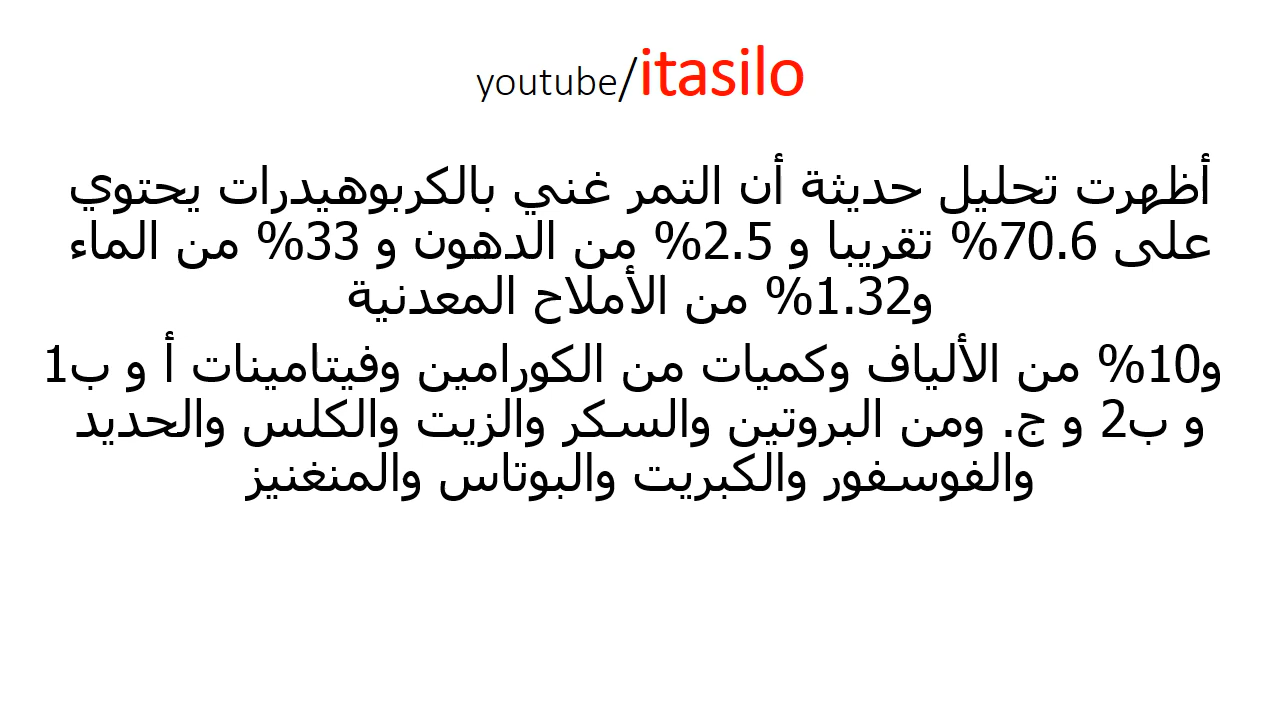 youtube/itasilo
أظهرت تحليل حديثة أن التمر غني بالكربوهيدرات يحتوي
على 70.6% تقريبا و 2.5% من الدهون و 33% من الماء
و1.32% من الأملاح المعدنية
و10% من الألياف وكميات من الكورامين وفيتامينات أ و ب1
و ب2 و ج. ومن البروتين والسكر والزيت والكلس والحديد
والفوسفور والكبريت والبوتاس والمنغنيز